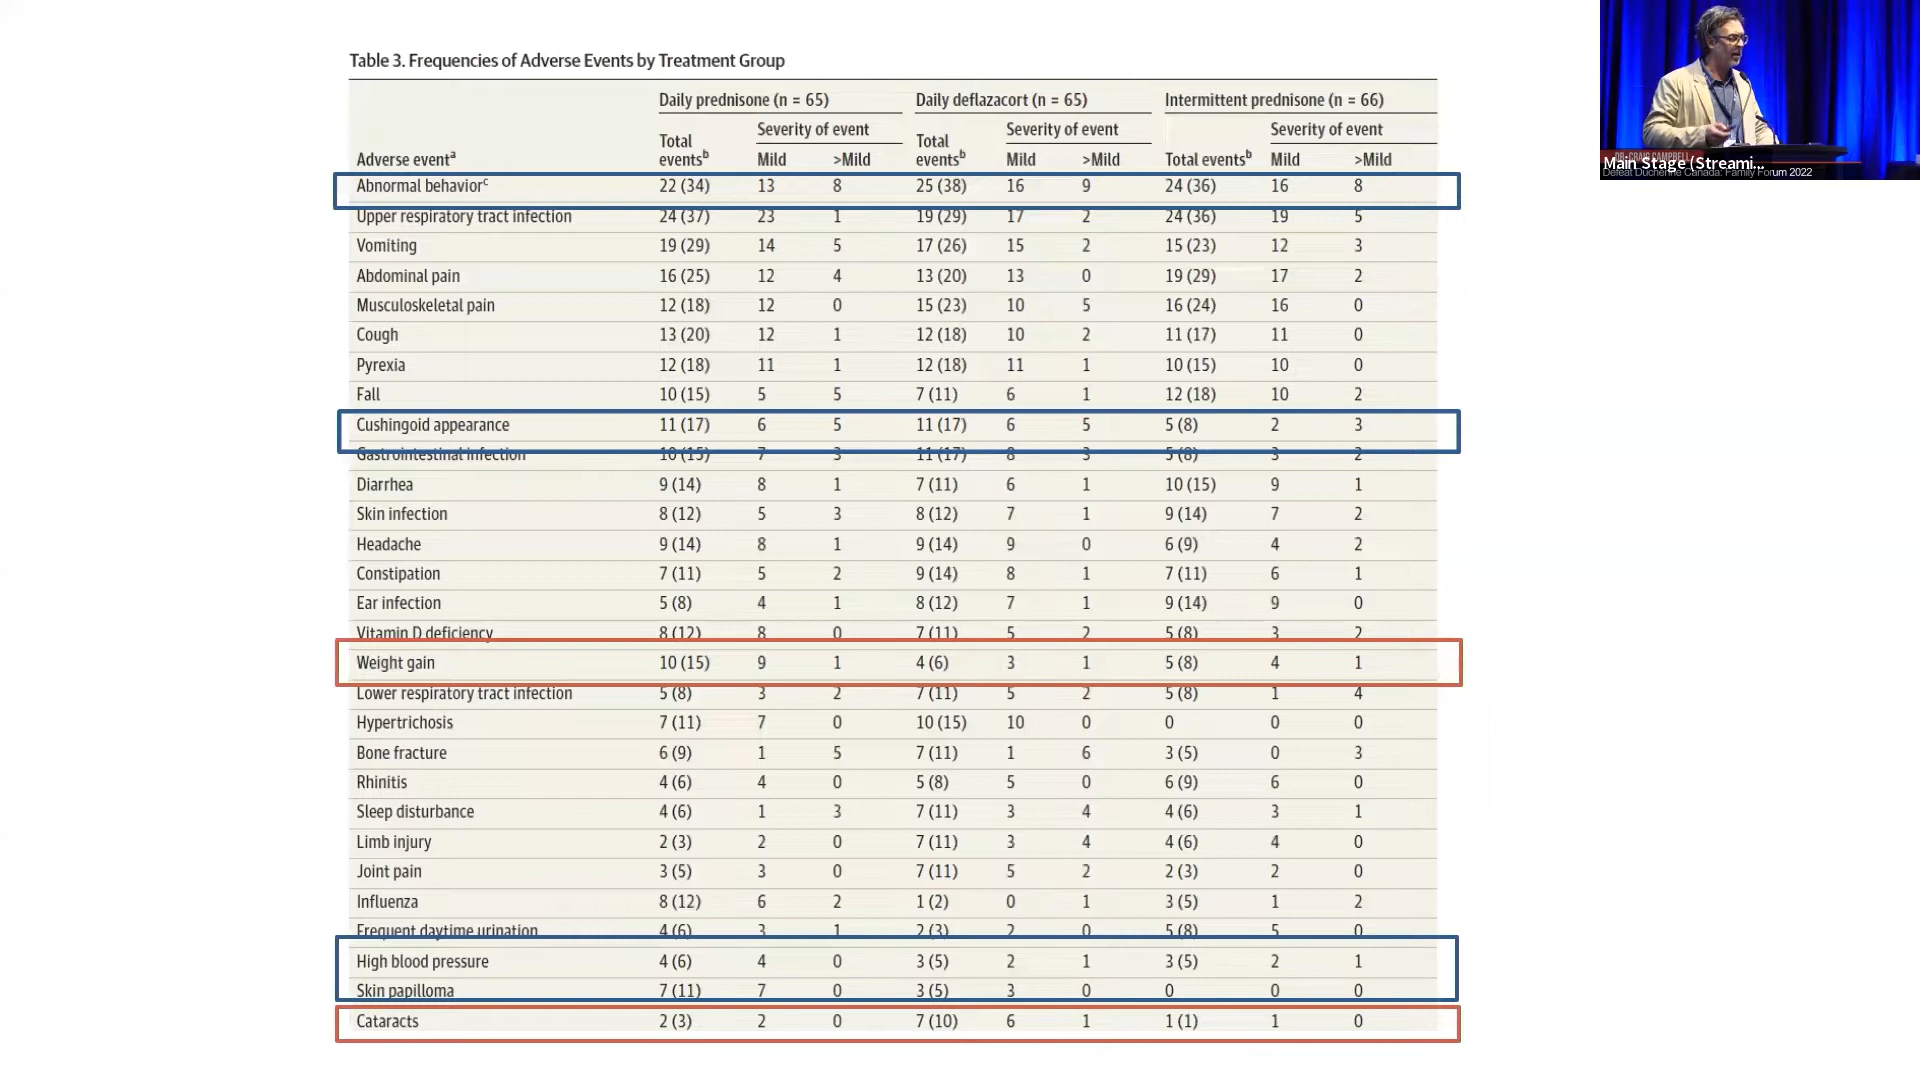 Table 3. Frequencies of Adverse Events by Treatment Group
Daily prednisone (n = 65) Daily deflazacort (n = 65) Intermittent prednisone (n = 66)
Severity of event Severity of event Severity of event
Adverse eventᵃ Total eventsᵇ Mild >Mild Total eventsᵇ Mild >Mild Total eventsᵇ Mild >Mild
Abnormal behaviorᶜ 22 (34) 13 8 25 (38) 16 9 24 (36) 16 8
Upper respiratory tract infection 24 (37) 23 1 19 (29) 17 2 24 (36) 19 5
Vomiting 19 (29) 14 5 17 (26) 15 2 15 (23) 12 3
Abdominal pain 16 (25) 12 4 13 (20) 13 0 19 (29) 17 2
Musculoskeletal pain 12 (18) 12 0 15 (23) 10 5 16 (24) 16 0
Cough 13 (20) 12 1 12 (18) 10 2 11 (17) 11 0
Pyrexia 12 (18) 11 1 12 (18) 11 1 10 (15) 10 0
Fall 10 (15) 5 5 7 (11) 6 1 12 (18) 10 2
Cushingoid appearance 11 (17) 6 5 11 (17) 6 5 5 (8) 2 3
Gastrointestinal infection 10 (15) 7 3 11 (17) 8 3 5 (8) 3 2
Diarrhea 9 (14) 8 1 7 (11) 6 1 10 (15) 9 1
Skin infection 8 (12) 5 3 8 (12) 7 1 9 (14) 7 2
Headache 9 (14) 8 1 9 (14) 9 0 6 (9) 4 2
Constipation 7 (11) 5 2 9 (14) 8 1 7 (11) 6 1
Ear infection 5 (8) 4 1 8 (12) 7 1 9 (14) 9 0
Vitamin D deficiency 8 (12) 8 0 7 (11) 5 2 5 (8) 3 2
Weight gain 10 (15) 9 1 4 (6) 3 1 5 (8) 4 1
Lower respiratory tract infection 5 (8) 3 2 7 (11) 5 2 5 (8) 1 4
Hypertrichosis 7 (11) 7 0 10 (15) 10 0 0 0 0
Bone fracture 6 (9) 1 5 7 (11) 1 6 3 (5) 0 3
Rhinitis 4 (6) 4 0 5 (8) 5 0 6 (9) 6 0
Sleep disturbance 4 (6) 1 3 7 (11) 3 4 4 (6) 3 1
Limb injury 2 (3) 2 0 7 (11) 3 4 4 (6) 4 0
Joint pain 3 (5) 3 0 7 (11) 5 2 2 (3) 2 0
Influenza 8 (12) 6 2 1 (2) 0 1 3 (5) 1 2
Frequent daytime urination 4 (6) 3 1 2 (3) 2 0 5 (8) 5 0
High blood pressure 4 (6) 4 0 3 (5) 2 1 3 (5) 2 1
Skin papilloma 7 (11) 7 0 3 (5) 3 0 0 0 0
Cataracts 2 (3) 2 0 7 (10) 6 1 1 (1) 1 0
DR. CRAIG CAMPBELL
Main Stage (Streami...
Defeat Duchenne Canada: Family Forum 2022